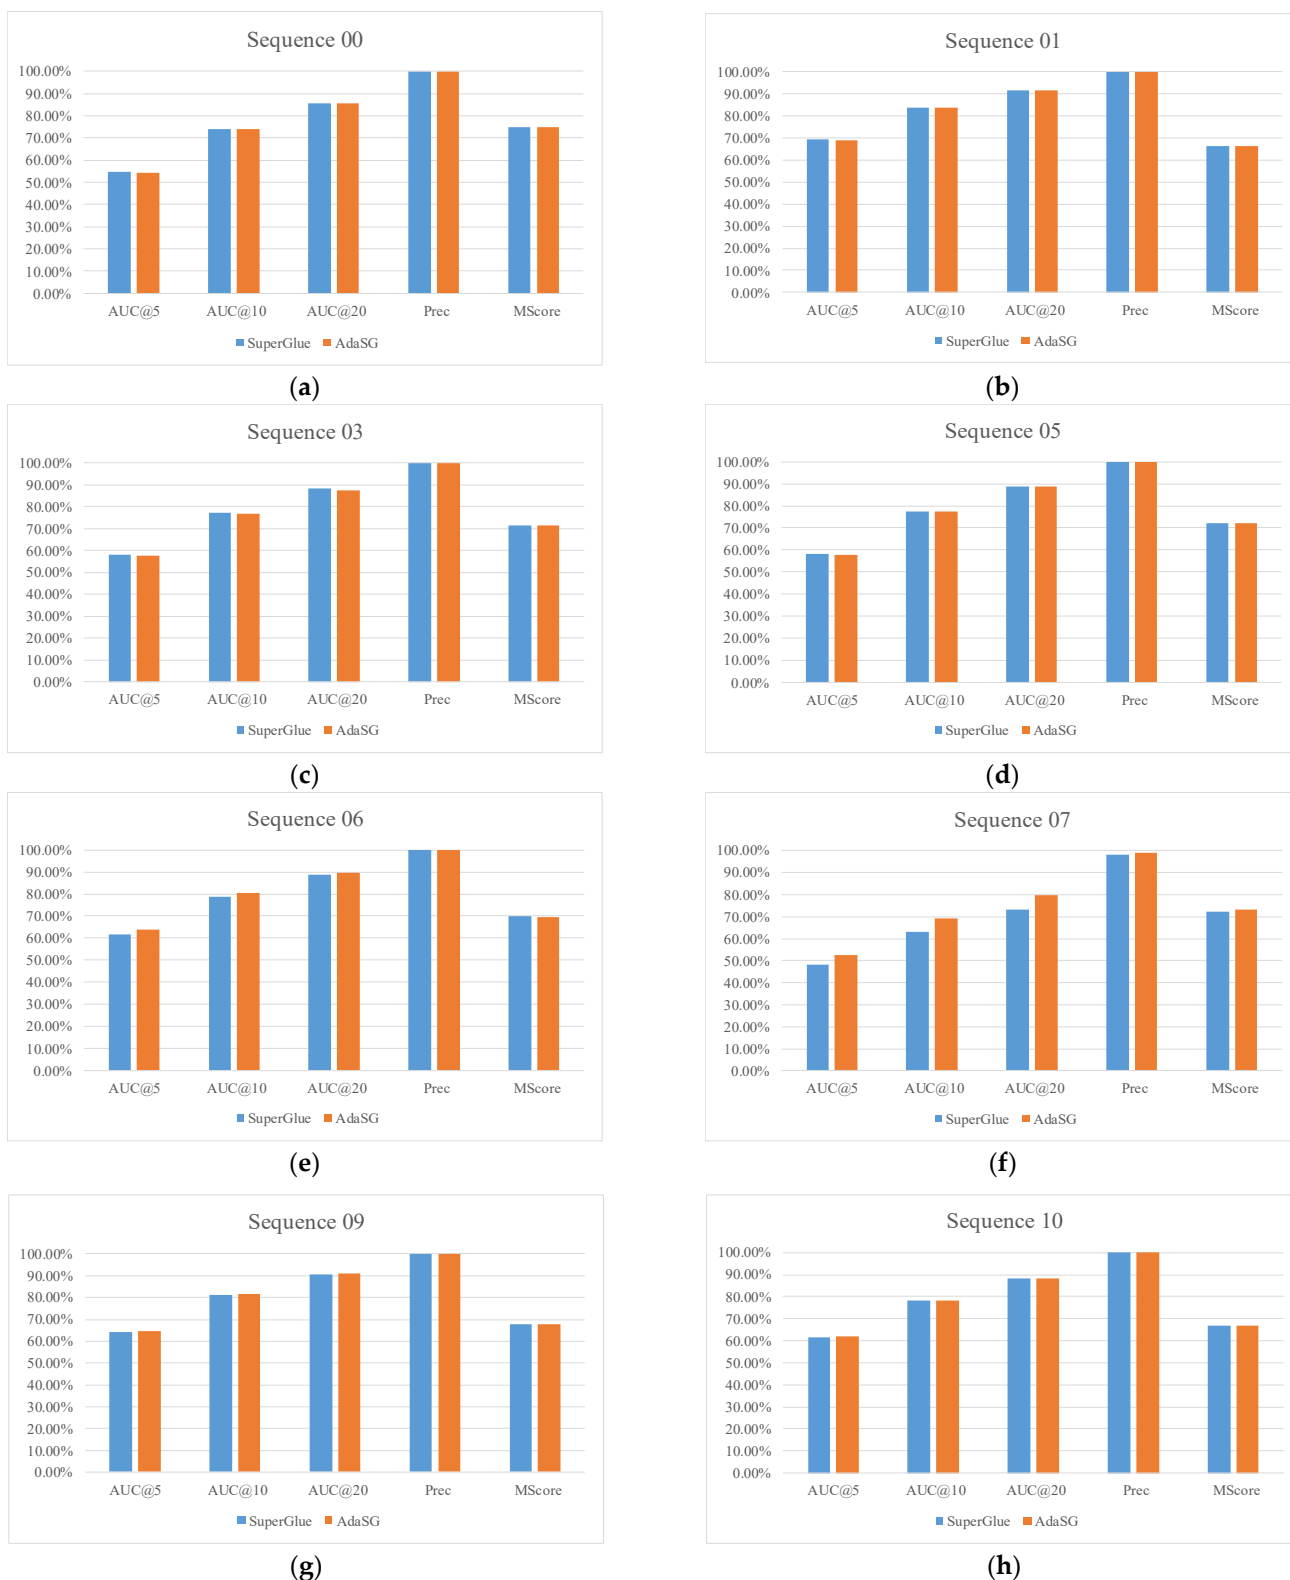 Sequence 00
100.00%
90.00%
80.00%
70.00%
60.00%
50.00%
40.00%
30.00%
20.00%
10.00%
0.00%
AUC@5 AUC@10 AUC@20 Prec MScore
SuperGlue AdaSG
(a)
Sequence 01
100.00%
90.00%
80.00%
70.00%
60.00%
50.00%
40.00%
30.00%
20.00%
10.00%
0.00%
AUC@5 AUC@10 AUC@20 Prec MScore
SuperGlue AdaSG
(b)
Sequence 03
100.00%
90.00%
80.00%
70.00%
60.00%
50.00%
40.00%
30.00%
20.00%
10.00%
0.00%
AUC@5 AUC@10 AUC@20 Prec MScore
SuperGlue AdaSG
(c)
Sequence 05
100.00%
90.00%
80.00%
70.00%
60.00%
50.00%
40.00%
30.00%
20.00%
10.00%
0.00%
AUC@5 AUC@10 AUC@20 Prec MScore
SuperGlue AdaSG
(d)
Sequence 06
100.00%
90.00%
80.00%
70.00%
60.00%
50.00%
40.00%
30.00%
20.00%
10.00%
0.00%
AUC@5 AUC@10 AUC@20 Prec MScore
SuperGlue AdaSG
(e)
Sequence 07
100.00%
90.00%
80.00%
70.00%
60.00%
50.00%
40.00%
30.00%
20.00%
10.00%
0.00%
AUC@5 AUC@10 AUC@20 Prec MScore
SuperGlue AdaSG
(f)
Sequence 09
100.00%
90.00%
80.00%
70.00%
60.00%
50.00%
40.00%
30.00%
20.00%
10.00%
0.00%
AUC@5 AUC@10 AUC@20 Prec MScore
SuperGlue AdaSG
(g)
Sequence 10
100.00%
90.00%
80.00%
70.00%
60.00%
50.00%
40.00%
30.00%
20.00%
10.00%
0.00%
AUC@5 AUC@10 AUC@20 Prec MScore
SuperGlue AdaSG
(h)